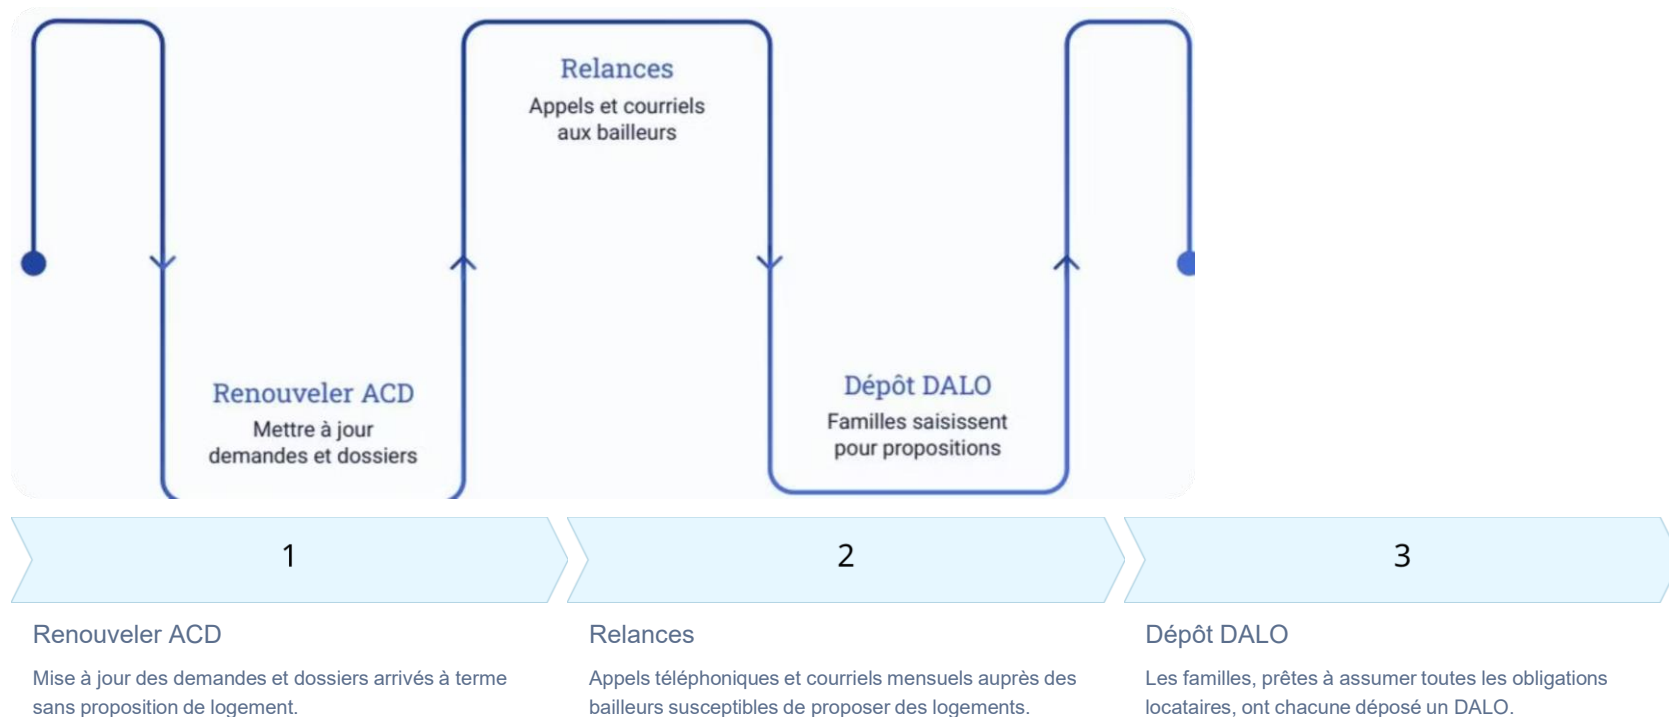 Relances
Appels et courriels
aux bailleurs
Renouveler ACD
Mettre à jour
demandes et dossiers
Dépôt DALO
Familles saisissent
pour propositions
1
2
3
Renouveler ACD
Mise à jour des demandes et dossiers arrivés à terme
sans proposition de logement.
Relances
Appels téléphoniques et courriels mensuels auprès des
bailleurs susceptibles de proposer des logements.
Dépôt DALO
Les familles, prêtes à assumer toutes les obligations
locataires, ont chacune déposé un DALO.